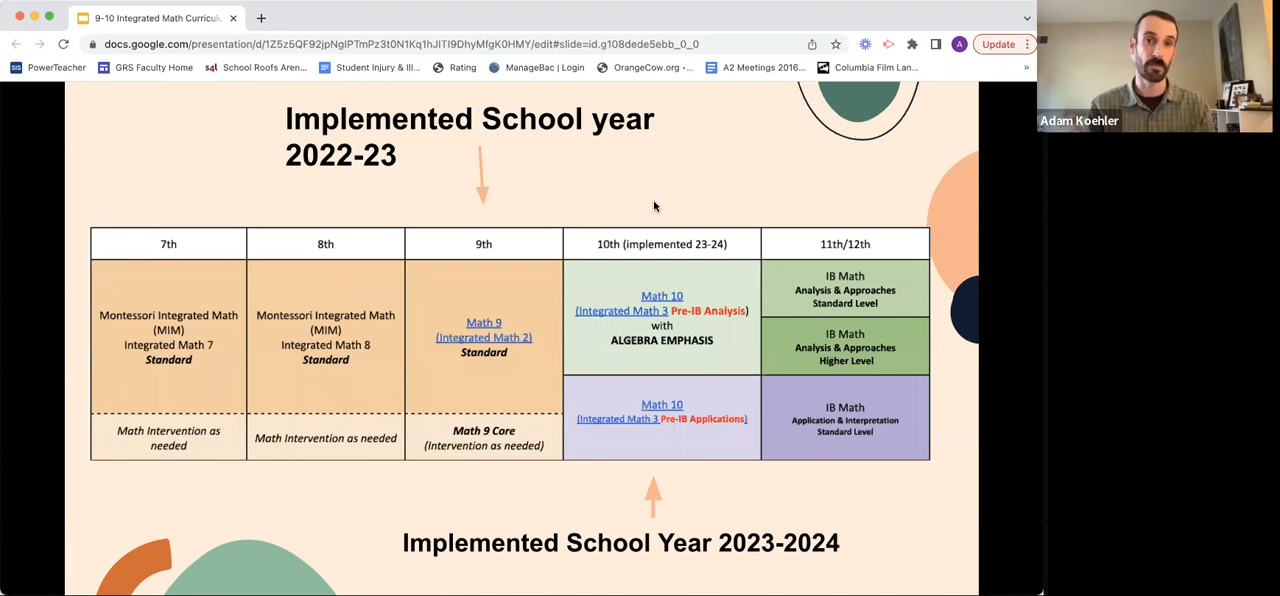 9-10 Integrated Math Curricul
docs.google.com/presentation/d/1Z5z5QF92jpNglPTmPz3t0N1Kq1hJITI9DhyMfgK0HMY/edit#slide=id.g108dede5ebb_0_0
A
Update
SIS PowerTeacher
GRS Faculty Home
s4l School Roofs Aren...
Student Injury & Ill...
Rating
ManageBac | Login
OrangeCow.org •...
A2 Meetings 2016...
Columbia Film Lan...
»
Adam Koehler
Implemented School year
2022-23
7th
8th
9th
10th (implemented 23-24)
11th/12th
Montessori Integrated Math
(MIM)
Integrated Math 7
Standard
Montessori Integrated Math
(MIM)
Integrated Math 8
Standard
Math 9
(Integrated Math 2)
Standard
Math 10
(Integrated Math 3 Pre-IB Analysis)
with
ALGEBRA EMPHASIS
IB Math
Analysis & Approaches
Standard Level
IB Math
Analysis & Approaches
Higher Level
Math Intervention as
needed
Math Intervention as needed
Math 9 Core
(Intervention as needed)
Math 10
(Integrated Math 3 Pre-IB Applications)
IB Math
Application & Interpretation
Standard Level
Implemented School Year 2023-2024